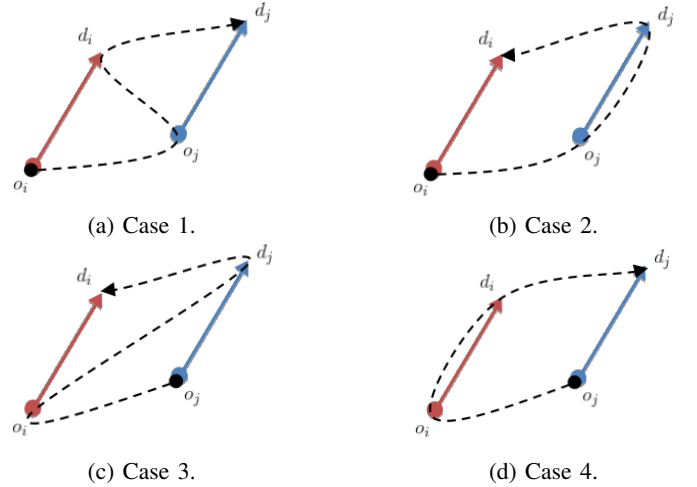 d_i d_j
o_i o_j
(a) Case 1.
d_i d_j
o_i o_j
(b) Case 2.
d_i d_j
o_i o_j
(c) Case 3.
d_i d_j
o_i o_j
(d) Case 4.